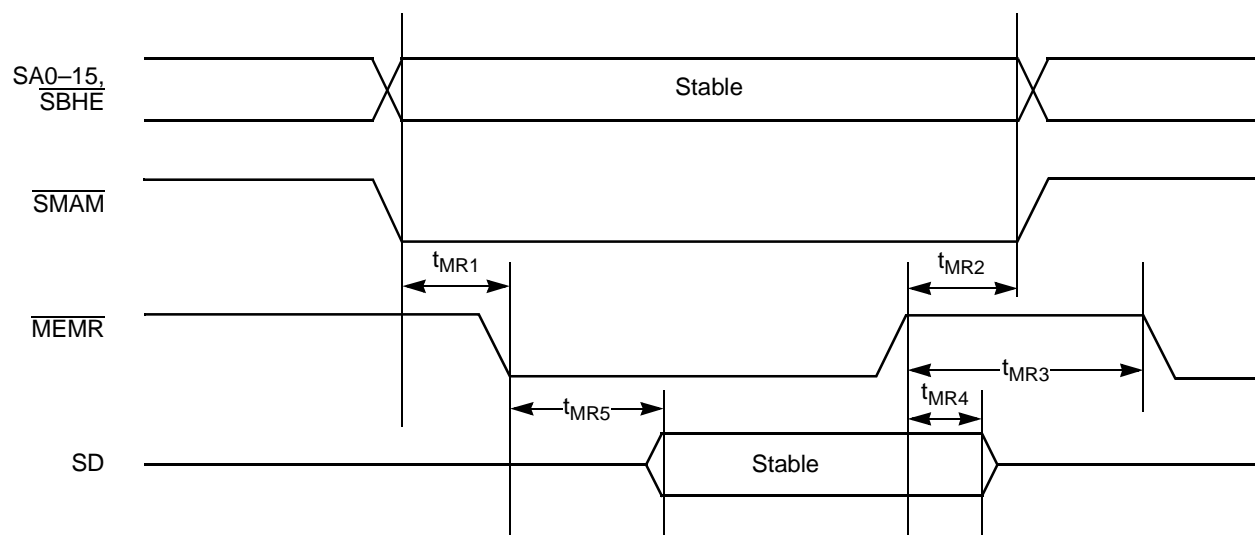 SA0–15,
SBHE
Stable
SMAM
tMR1
tMR2
MEMR
tMR3
tMR4
tMR5
SD
Stable